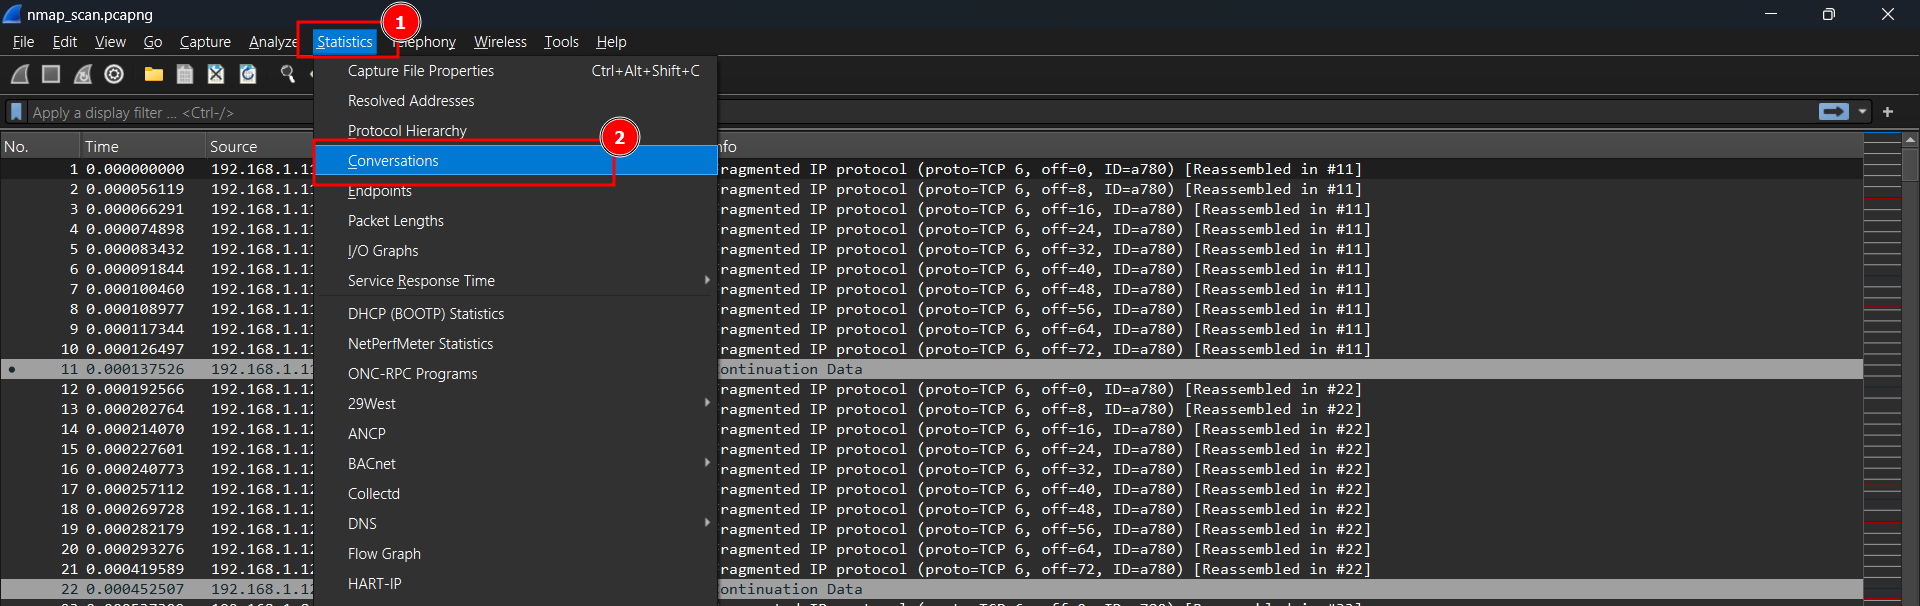 nmap_scan.pcapng
File Edit View Go Capture Analyze Statistics Telephony Wireless Tools Help
1
Capture File Properties Ctrl+Alt+Shift+C
Resolved Addresses
Apply a display filter ... <Ctrl-/>
Protocol Hierarchy
2
No. Time Source nfo
Conversations
1 0.000000000 192.168.1.11 ragmented IP protocol (proto=TCP 6, off=0, ID=a780) [Reassembled in #11]
2 0.000056119 192.168.1.11 Endpoints ragmented IP protocol (proto=TCP 6, off=8, ID=a780) [Reassembled in #11]
3 0.000066291 192.168.1.11 ragmented IP protocol (proto=TCP 6, off=16, ID=a780) [Reassembled in #11]
4 0.000074898 192.168.1.11 Packet Lengths ragmented IP protocol (proto=TCP 6, off=24, ID=a780) [Reassembled in #11]
5 0.000083432 192.168.1.11 I/O Graphs ragmented IP protocol (proto=TCP 6, off=32, ID=a780) [Reassembled in #11]
6 0.000091844 192.168.1.11 ragmented IP protocol (proto=TCP 6, off=40, ID=a780) [Reassembled in #11]
7 0.000100460 192.168.1.11 Service Response Time ragmented IP protocol (proto=TCP 6, off=48, ID=a780) [Reassembled in #11]
8 0.000108977 192.168.1.11 DHCP (BOOTP) Statistics ragmented IP protocol (proto=TCP 6, off=56, ID=a780) [Reassembled in #11]
9 0.000117344 192.168.1.11 ragmented IP protocol (proto=TCP 6, off=64, ID=a780) [Reassembled in #11]
10 0.000126497 192.168.1.11 NetPerfMeter Statistics ragmented IP protocol (proto=TCP 6, off=72, ID=a780) [Reassembled in #11]
11 0.000137526 192.168.1.11 ONC-RPC Programs ontinuation Data
12 0.000192566 192.168.1.12 ragmented IP protocol (proto=TCP 6, off=0, ID=a780) [Reassembled in #22]
13 0.000202764 192.168.1.12 29West ragmented IP protocol (proto=TCP 6, off=8, ID=a780) [Reassembled in #22]
14 0.000214070 192.168.1.12 ANCP ragmented IP protocol (proto=TCP 6, off=16, ID=a780) [Reassembled in #22]
15 0.000227601 192.168.1.12 ragmented IP protocol (proto=TCP 6, off=24, ID=a780) [Reassembled in #22]
16 0.000240773 192.168.1.12 BACnet ragmented IP protocol (proto=TCP 6, off=32, ID=a780) [Reassembled in #22]
17 0.000257112 192.168.1.12 Collectd ragmented IP protocol (proto=TCP 6, off=40, ID=a780) [Reassembled in #22]
18 0.000269728 192.168.1.12 ragmented IP protocol (proto=TCP 6, off=48, ID=a780) [Reassembled in #22]
19 0.000282179 192.168.1.12 DNS ragmented IP protocol (proto=TCP 6, off=56, ID=a780) [Reassembled in #22]
20 0.000293276 192.168.1.12 Flow Graph ragmented IP protocol (proto=TCP 6, off=64, ID=a780) [Reassembled in #22]
21 0.000419589 192.168.1.12 ragmented IP protocol (proto=TCP 6, off=72, ID=a780) [Reassembled in #22]
22 0.000452507 192.168.1.12 HART-IP ontinuation Data